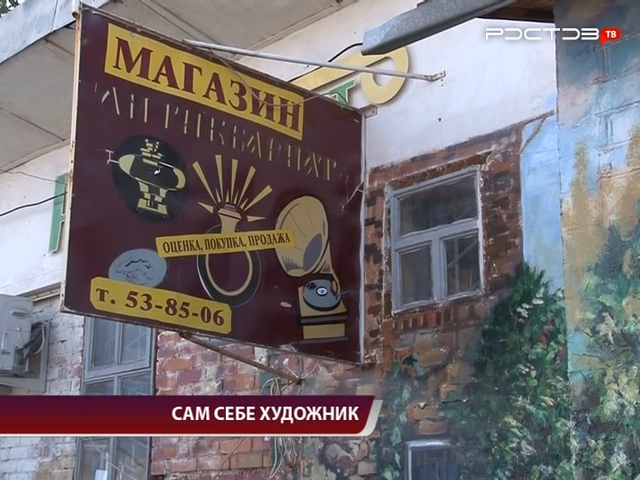 РОСТОВ ТВ
МАГАЗИН
АНТИКВАРИАТ
ОЦЕНКА, ПОКУПКА, ПРОДАЖА
т. 53-85-06
САМ СЕБЕ ХУДОЖНИК